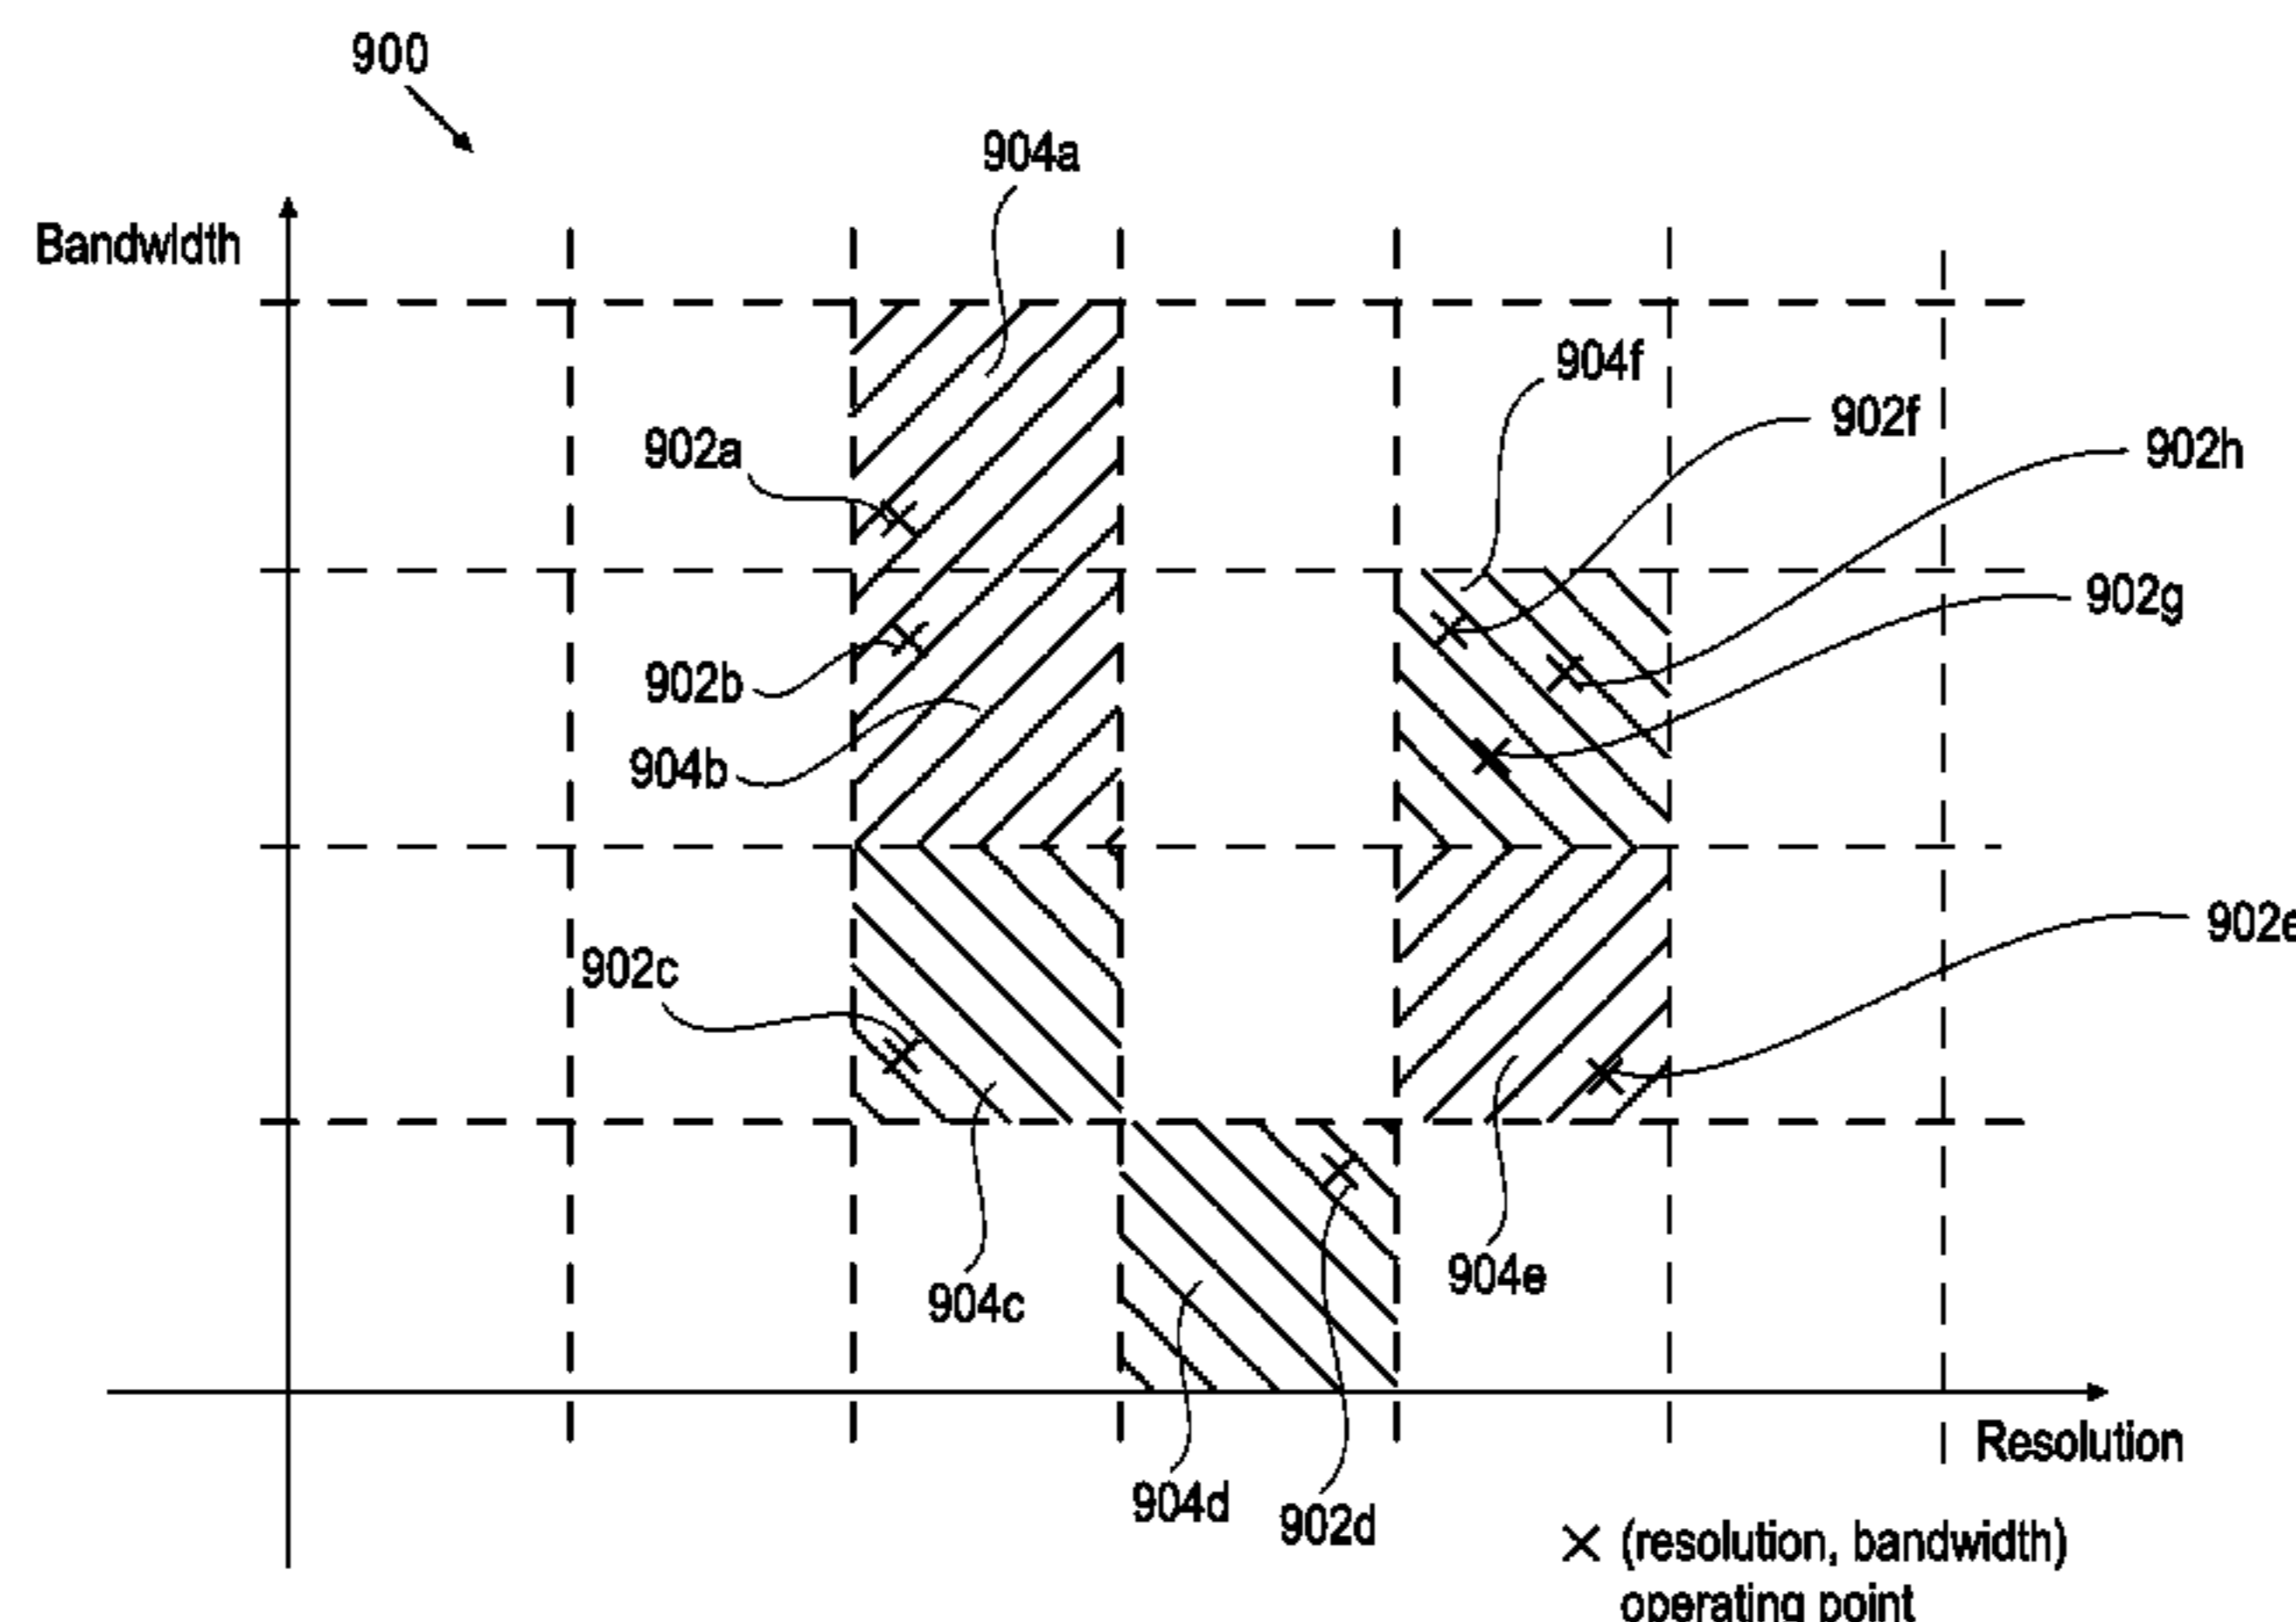 900
904a
Bandwidth
904f
902f
902a
902h
902g
902b
904b
902e
902c
904e
904c
Resolution
904d
902d
× (resolution, bandwidth)
operating point